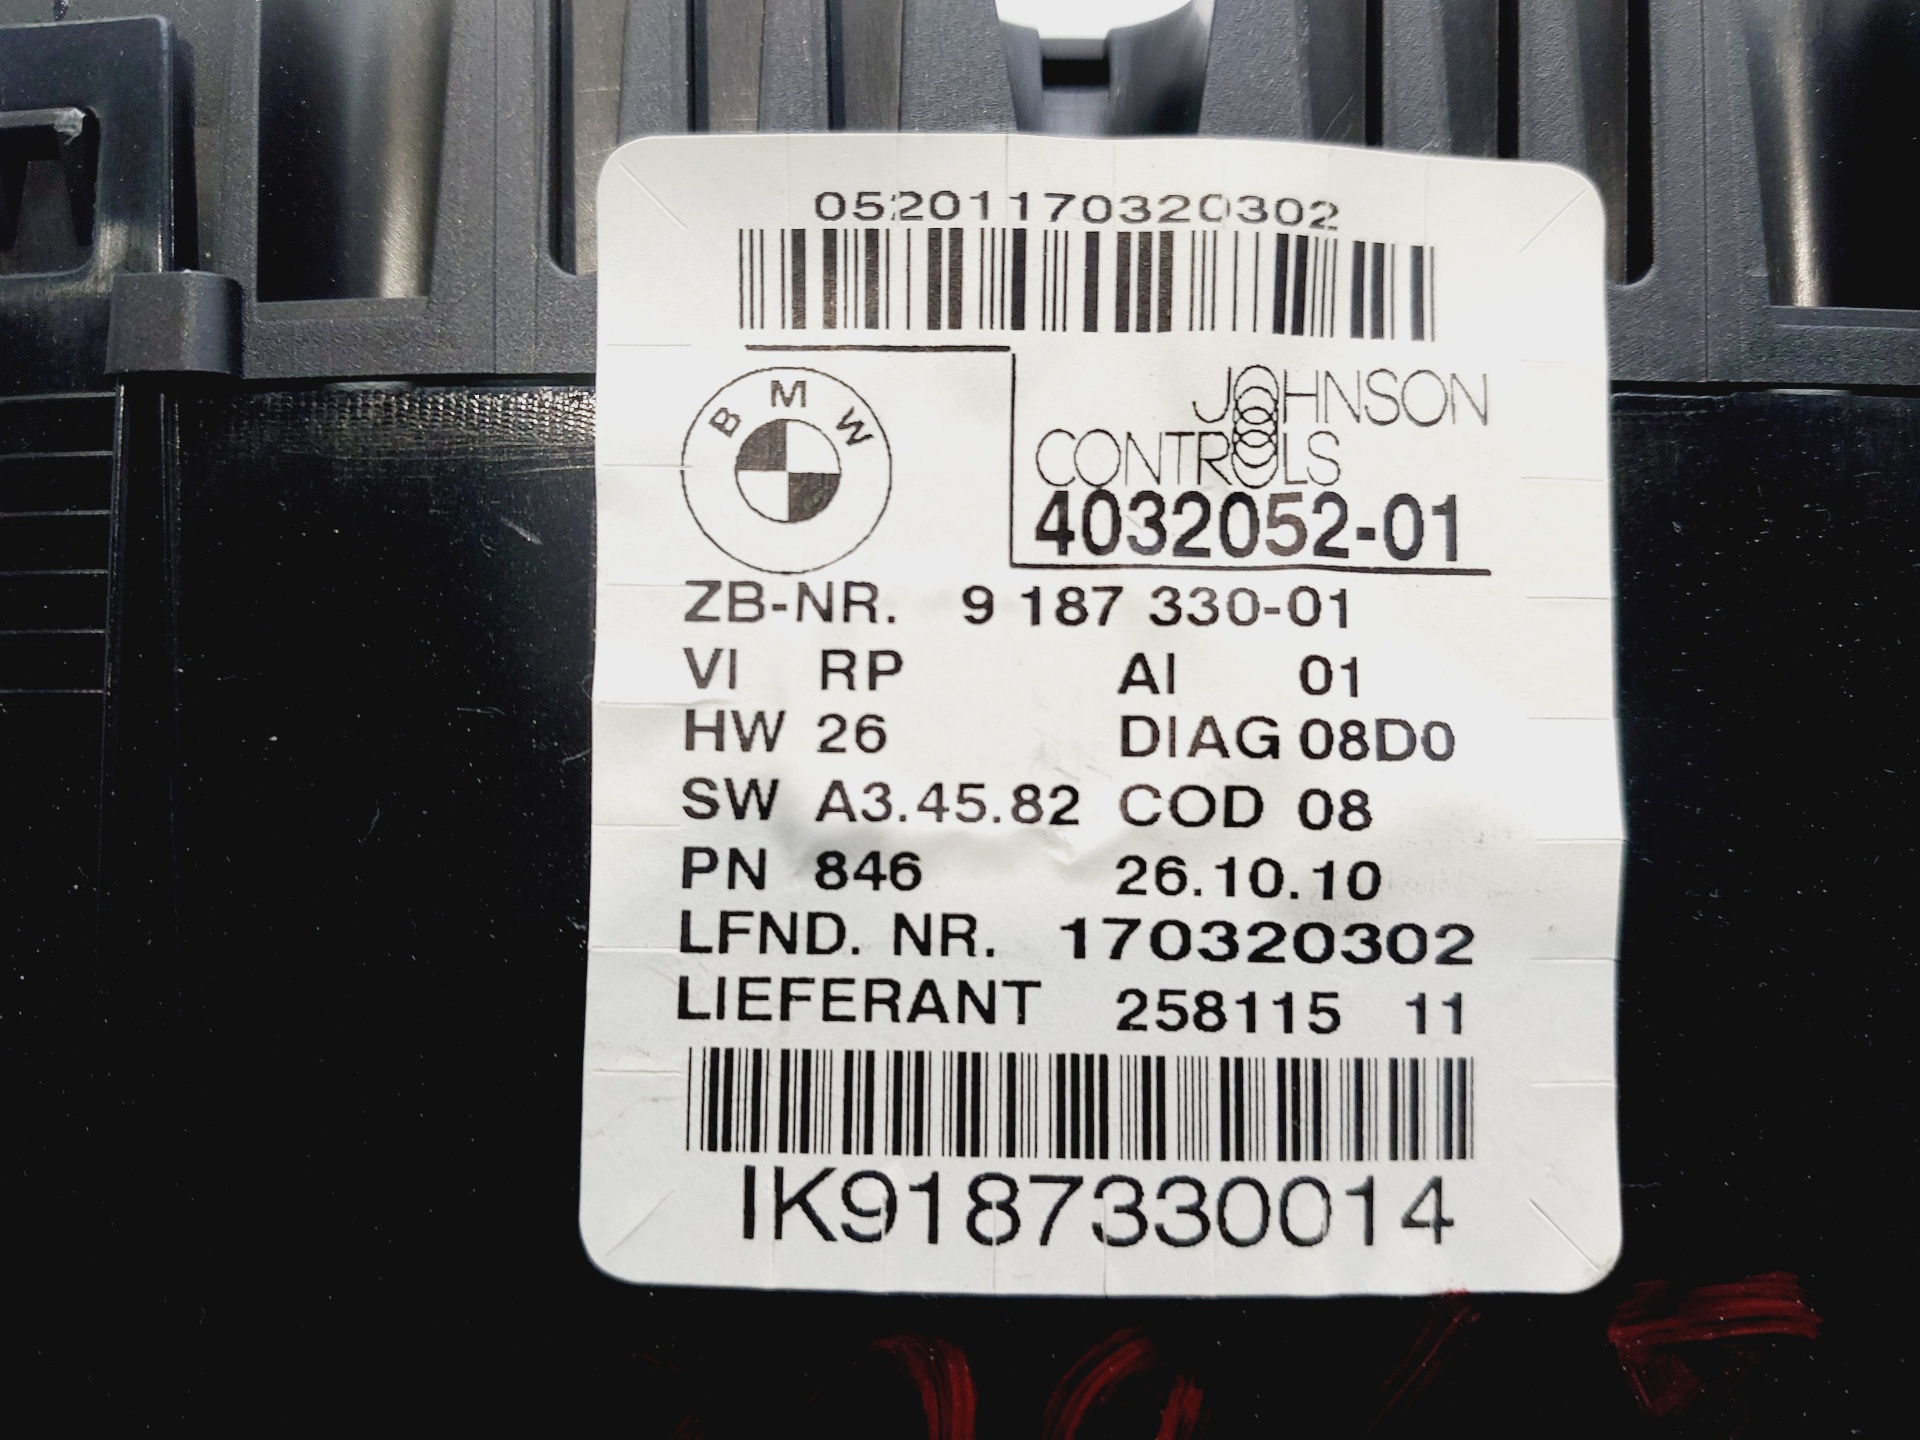 05201170320302
BMW
JOHNSON
CONTROLS
4032052-01
ZB-NR. 9 187 330-01
VI RP AI 01
HW 26 DIAG 08D0
SW A3.45.82 COD 08
PN 846 26.10.10
LFND. NR. 170320302
LIEFERANT 258115 11
IK9187330014